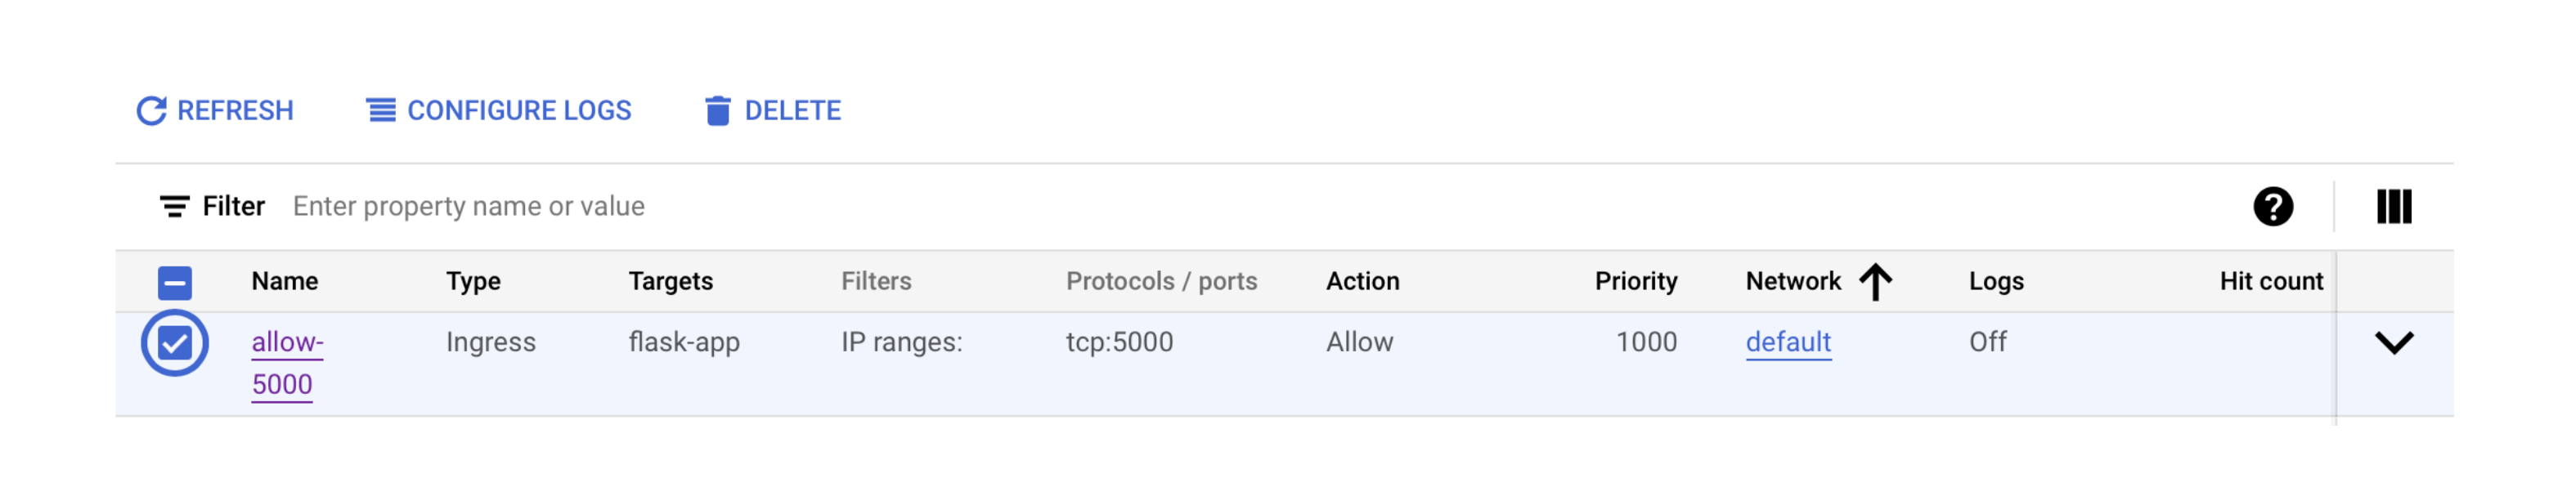 REFRESH CONFIGURE LOGS DELETE
Filter Enter property name or value
Name Type Targets Filters Protocols / ports Action Priority Network Logs Hit count
allow- Ingress flask-app IP ranges: tcp:5000 Allow 1000 default Off
5000